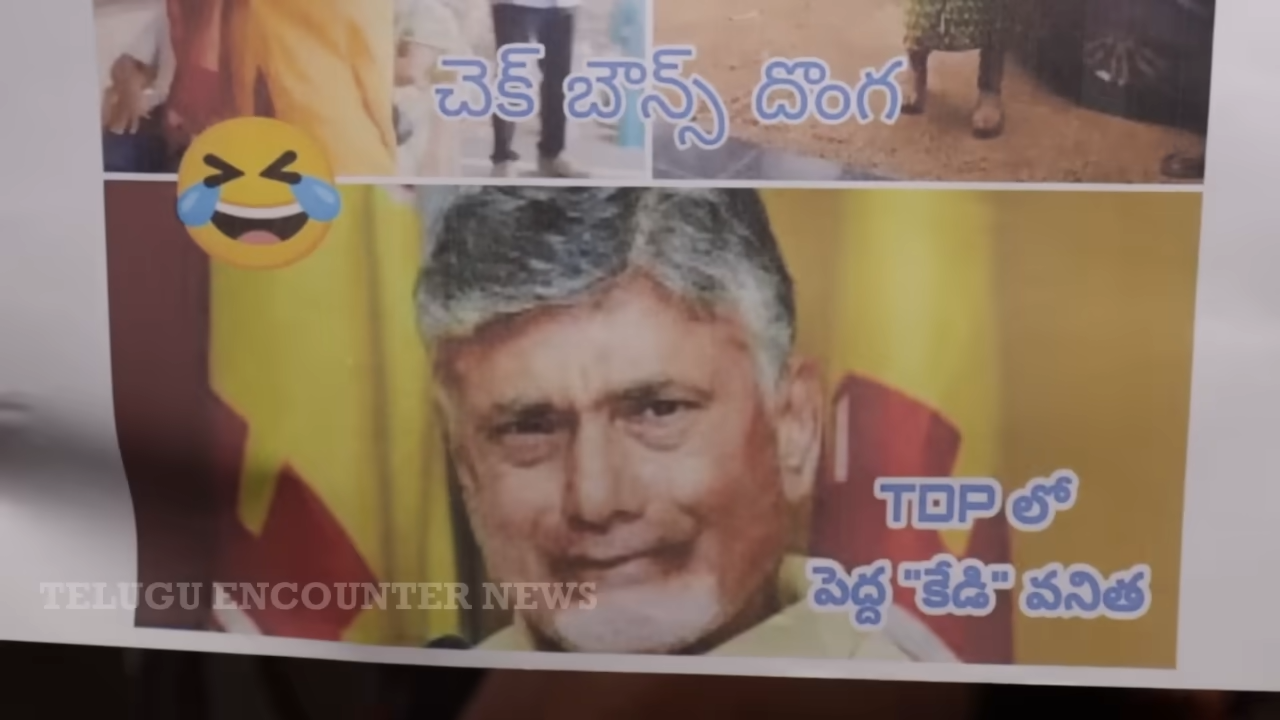 చెక్ బౌన్స్ దొంగ
TDP లో
పెద్ద "కేడి" వనిత
TELUGU ENCOUNTER NEWS